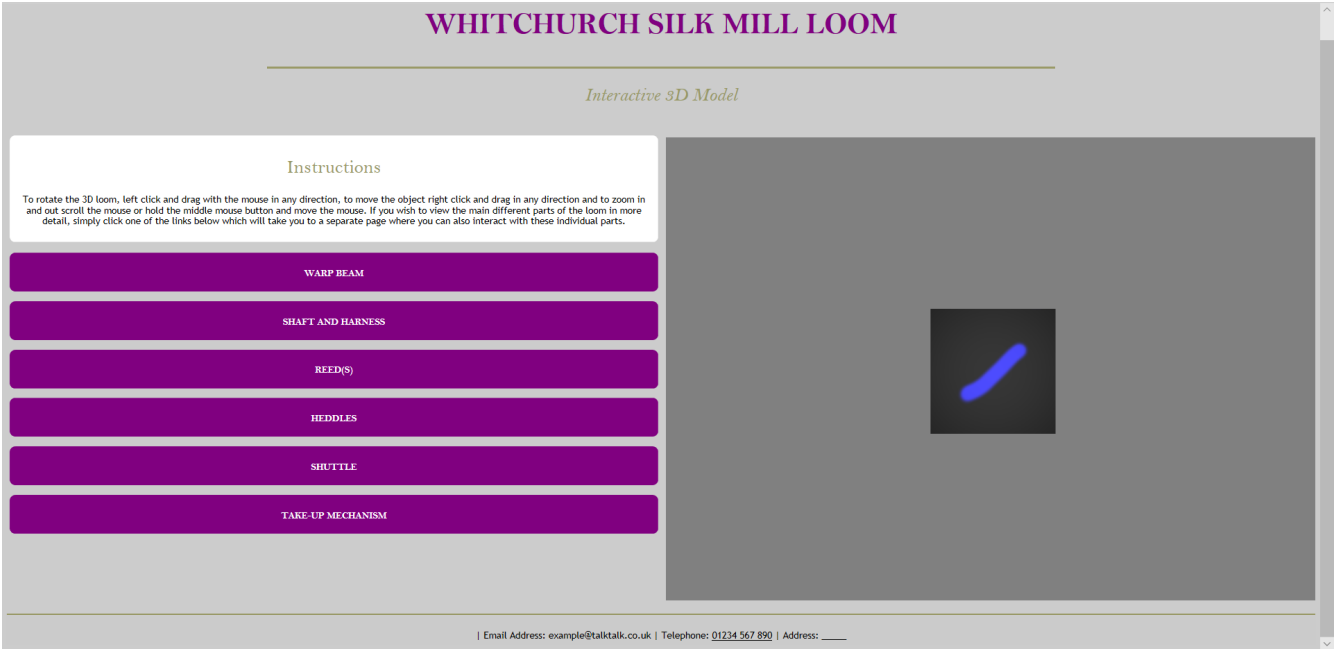 WHITCHURCH SILK MILL LOOM
Interactive 3D Model
Instructions
To rotate the 3D loom, left click and drag with the mouse in any direction, to move the object right click and drag in any direction and to zoom in
and out scroll the mouse or hold the middle mouse button and move the mouse. If you wish to view the main different parts of the loom in more
detail, simply click one of the links below which will take you to a separate page where you can also interact with these individual parts.
WARP BEAM
SHAFT AND HARNESS
REED(S)
HEDDLES
SHUTTLE
TAKE-UP MECHANISM
| Email Address: example@talktalk.co.uk | Telephone: 01234 567 890 | Address: _____